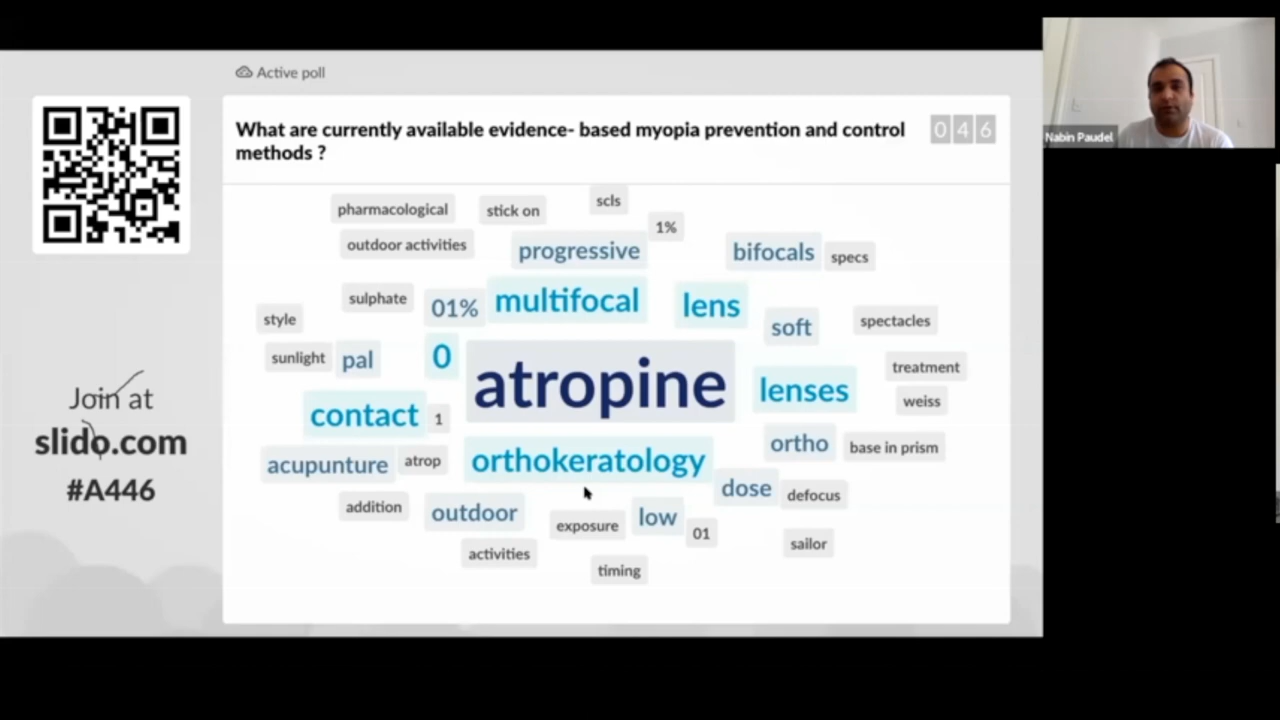 Active poll
What are currently available evidence- based myopia prevention and control
methods ?
046
Nabin Paudel
scls
pharmacological
stick on
1%
outdoor activities
progressive
bifocals
specs
sulphate
01%
multifocal
lens
style
soft
spectacles
sunlight
pal
0
atropine
lenses
treatment
weiss
contact
1
ortho
base in prism
acupunture
atrop
orthokeratology
dose
defocus
addition
outdoor
exposure
low
01
activities
timing
sailor
Join at
slido.com
#A446